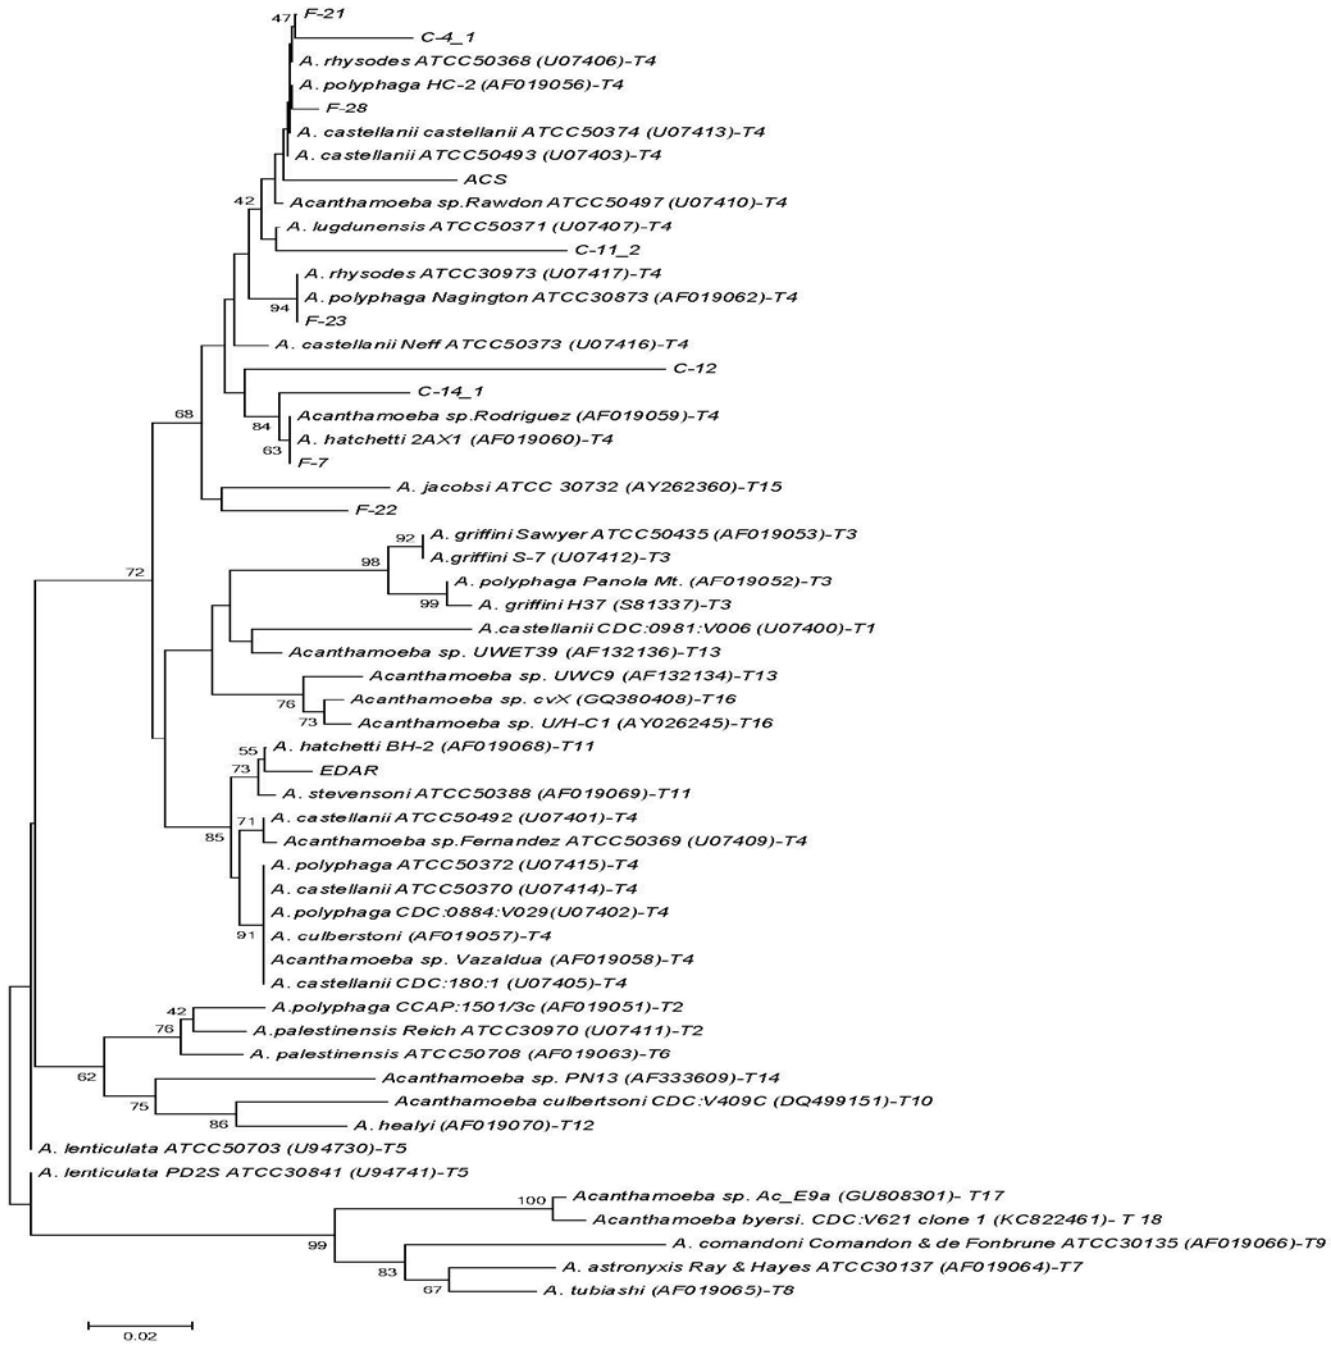 47
F-21
C-4_1
A. rhysodes ATCC50368 (U07406)-T4
A. polyphaga HC-2 (AF019056)-T4
F-28
A. castellanii castellanii ATCC50374 (U07413)-T4
A. castellanii ATCC50493 (U07403)-T4
ACS
42
Acanthamoeba sp.Rawdon ATCC50497 (U07410)-T4
A. lugdunensis ATCC50371 (U07407)-T4
C-11_2
A. rhysodes ATCC30973 (U07417)-T4
A. polyphaga Nagington ATCC30873 (AF019062)-T4
94
F-23
A. castellanii Neff ATCC50373 (U07416)-T4
C-12
C-14_1
68
Acanthamoeba sp.Rodriguez (AF019059)-T4
84
A. hatchetti 2AX1 (AF019060)-T4
63
F-7
A. jacobsi ATCC 30732 (AY262360)-T15
F-22
92
A. griffini Sawyer ATCC50435 (AF019053)-T3
A.griffini S-7 (U07412)-T3
98
72
A. polyphaga Panola Mt. (AF019052)-T3
99
A. griffini H37 (S81337)-T3
A.castellanii CDC:0981:V006 (U07400)-T1
Acanthamoeba sp. UWET39 (AF132136)-T13
Acanthamoeba sp. UWC9 (AF132134)-T13
76
Acanthamoeba sp. cvX (GQ380408)-T16
73
Acanthamoeba sp. U/H-C1 (AY026245)-T16
55
A. hatchetti BH-2 (AF019068)-T11
73
EDAR
A. stevensoni ATCC50388 (AF019069)-T11
71
A. castellanii ATCC50492 (U07401)-T4
85
Acanthamoeba sp.Fernandez ATCC50369 (U07409)-T4
A. polyphaga ATCC50372 (U07415)-T4
A. castellanii ATCC50370 (U07414)-T4
A. polyphaga CDC:0884:V029(U07402)-T4
91
A. culberstoni (AF019057)-T4
Acanthamoeba sp. Vazaldua (AF019058)-T4
A. castellanii CDC:180:1 (U07405)-T4
42
A.polyphaga CCAP:1501/3c (AF019051)-T2
76
A.palestinensis Reich ATCC30970 (U07411)-T2
A. palestinensis ATCC50708 (AF019063)-T6
62
Acanthamoeba sp. PN13 (AF333609)-T14
75
Acanthamoeba culbertsoni CDC:V409C (DQ499151)-T10
86
A. healyi (AF019070)-T12
A. lenticulata ATCC50703 (U94730)-T5
A. lenticulata PD2S ATCC30841 (U94741)-T5
100
Acanthamoeba sp. Ac_E9a (GU808301)- T17
Acanthamoeba byersi. CDC:V621 clone 1 (KC822461)- T 18
99
A. comandoni Comandon & de Fonbrune ATCC30135 (AF019066)-T9
83
A. astronyxis Ray & Hayes ATCC30137 (AF019064)-T7
67
A. tubiashi (AF019065)-T8
0.02